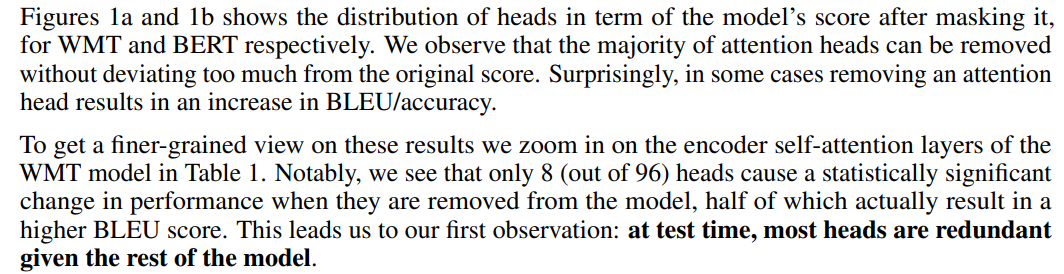 Figures 1a and 1b shows the distribution of heads in term of the model's score after masking it,
for WMT and BERT respectively. We observe that the majority of attention heads can be removed
without deviating too much from the original score. Surprisingly, in some cases removing an attention
head results in an increase in BLEU/accuracy.
To get a finer-grained view on these results we zoom in on the encoder self-attention layers of the
WMT model in Table 1. Notably, we see that only 8 (out of 96) heads cause a statistically significant
change in performance when they are removed from the model, half of which actually result in a
higher BLEU score. This leads us to our first observation: at test time, most heads are redundant
given the rest of the model.